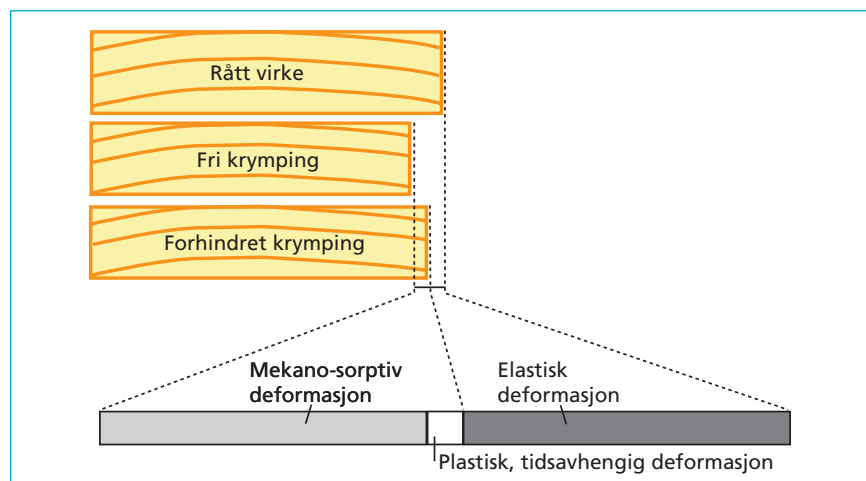 Rått virke
Fri krymping
Forhindret krymping
Mekano-sorptiv
deformasjon
Elastisk
deformasjon
Plastisk, tidsavhengig deformasjon